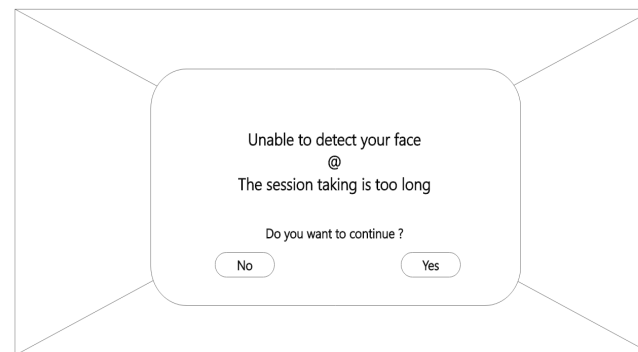 Unable to detect your face
@
The session taking is too long
Do you want to continue ?
No
Yes